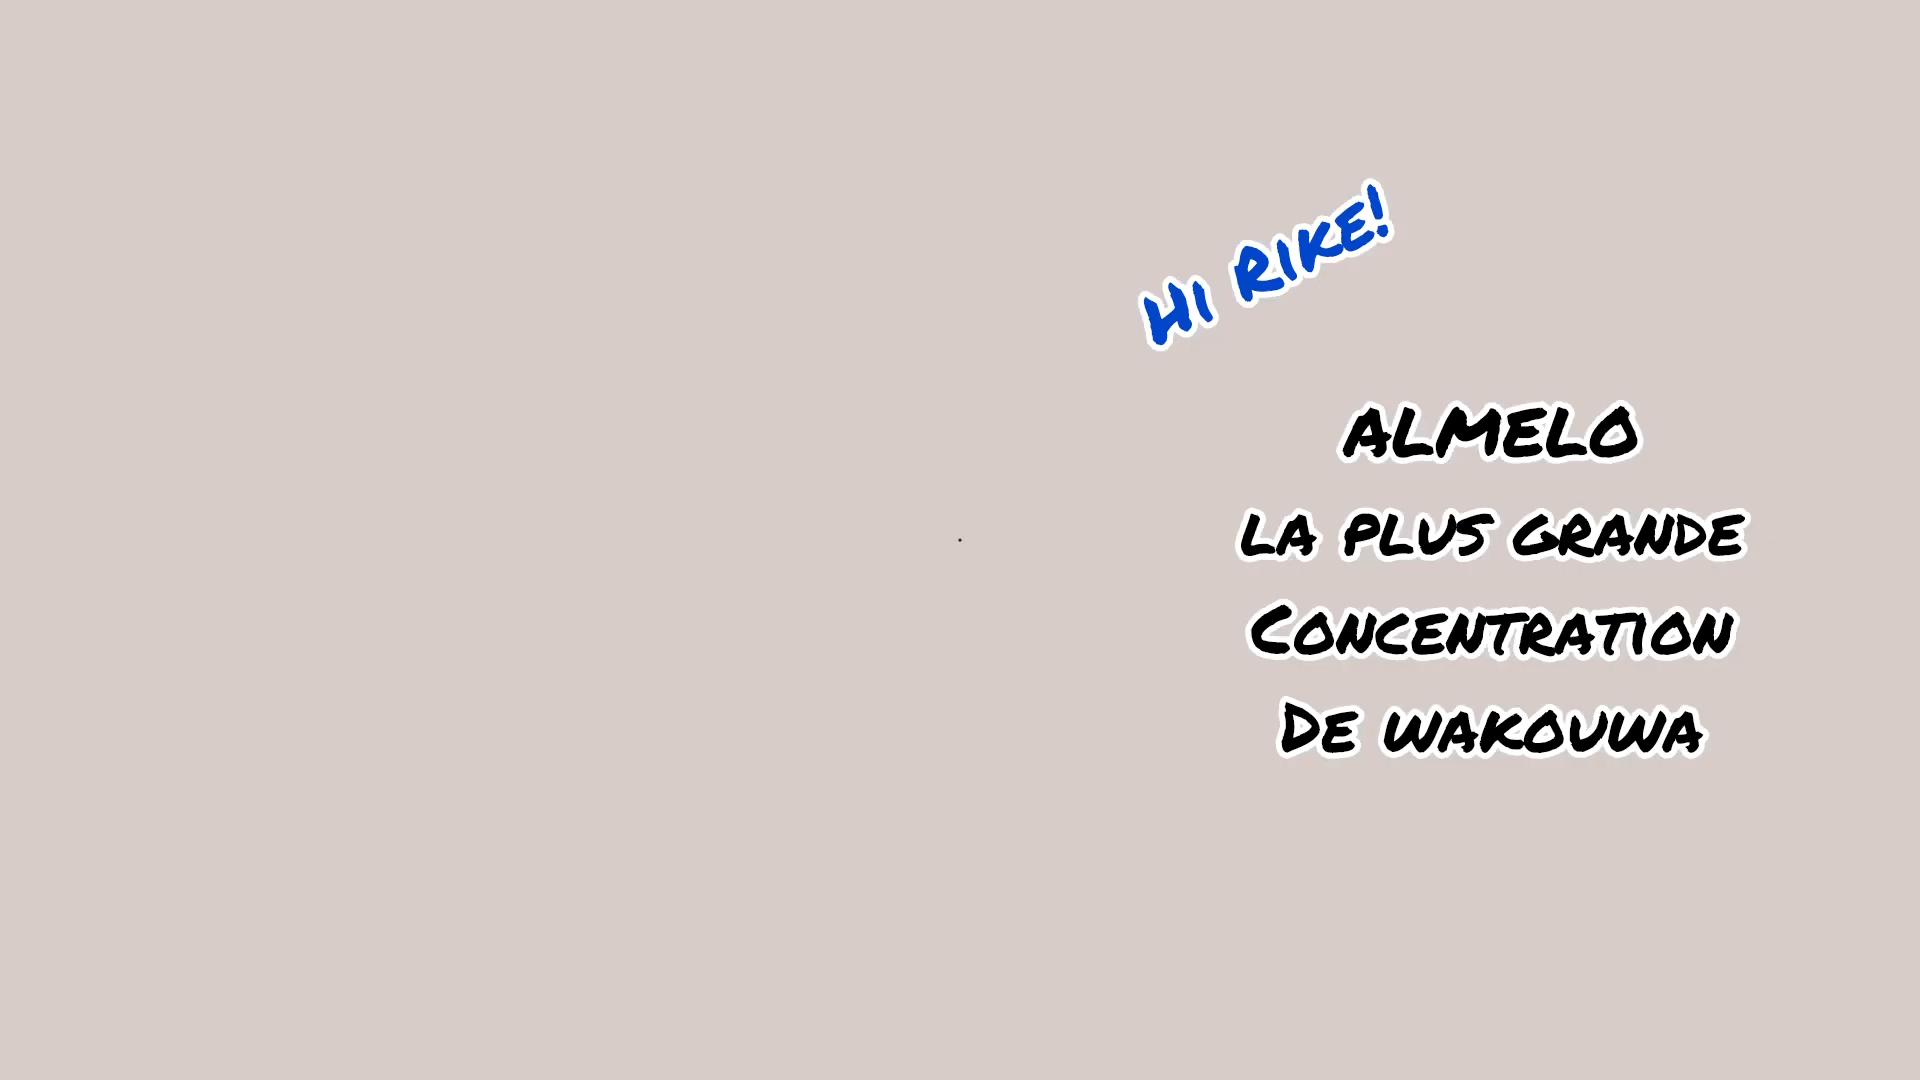 Hi Rike!
ALMELO
LA PLUS GRANDE
CONCENTRATION
DE WAKOUWA